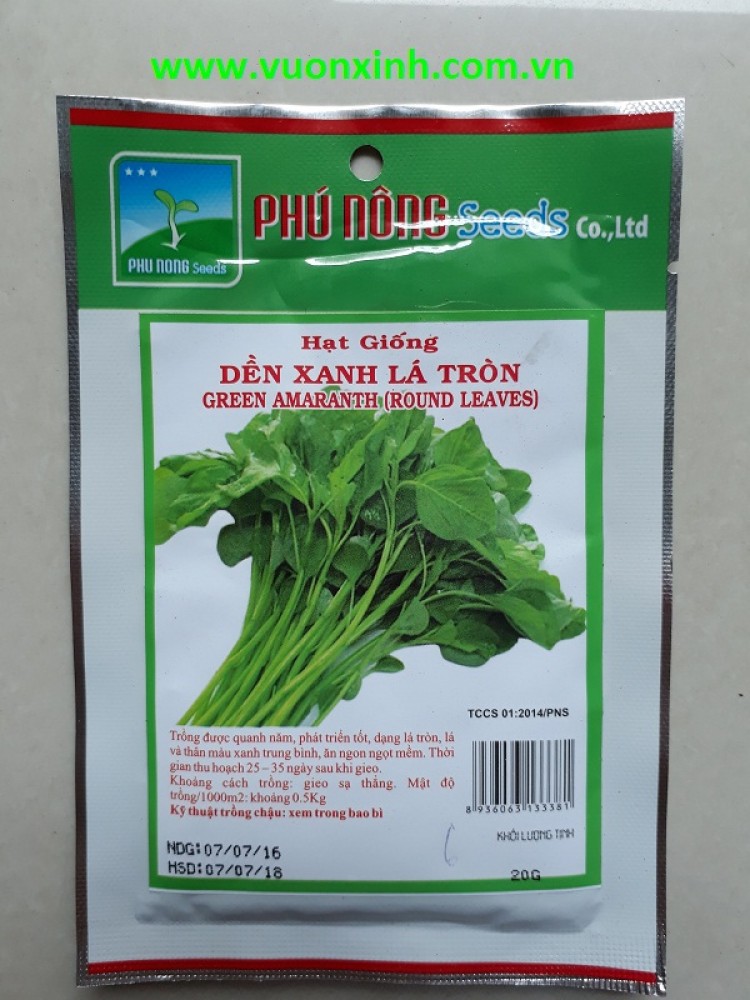 www.vuonxinh.com.vn
PHÚ NÔNG Seeds Co.,Ltd
PHU NONG Seeds
Hạt Giống
DỀN XANH LÁ TRÒN
GREEN AMARANTH (ROUND LEAVES)
TCCS 01:2014/PNS
Trồng được quanh năm, phát triển tốt, dạng lá tròn, lá
và thân màu xanh trung bình, ăn ngon ngọt mềm. Thời
gian thu hoạch 25 – 35 ngày sau khi gieo.
Khoảng cách trồng: gieo sạ thẳng. Mật độ
trồng/1000m2: khoảng 0.5Kg
Kỹ thuật trồng chậu: xem trong bao bì
8 936063 133381
KHỐI LƯỢNG TỊNH
20G
NDG:07/07/16
HSD:07/07/18
6